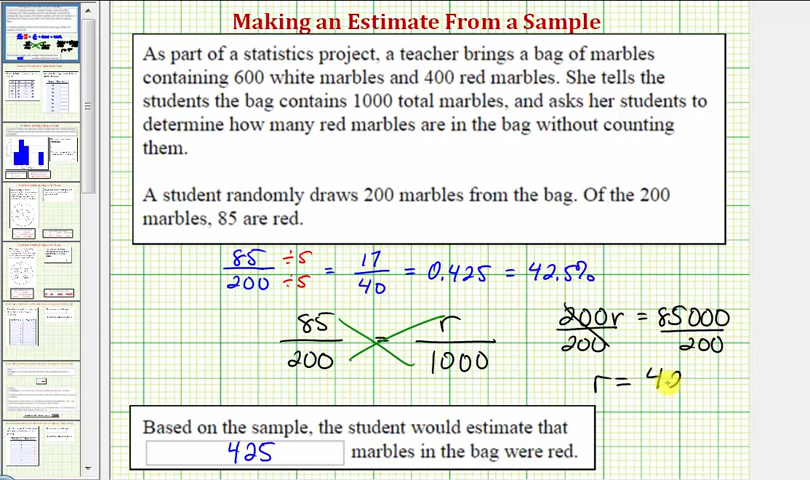 Making an Estimate From a Sample
As part of a statistics project, a teacher brings a bag of marbles
containing 600 white marbles and 400 red marbles. She tells the
students the bag contains 1000 total marbles, and asks her students to
determine how many red marbles are in the bag without counting
them.
A student randomly draws 200 marbles from the bag. Of the 200
marbles, 85 are red.
85/200 ÷5/÷5 = 17/40 = 0.425 = 42.5%
85/200 = r/1000
200r/200 = 85000/200
r = 42
Based on the sample, the student would estimate that
425 marbles in the bag were red.